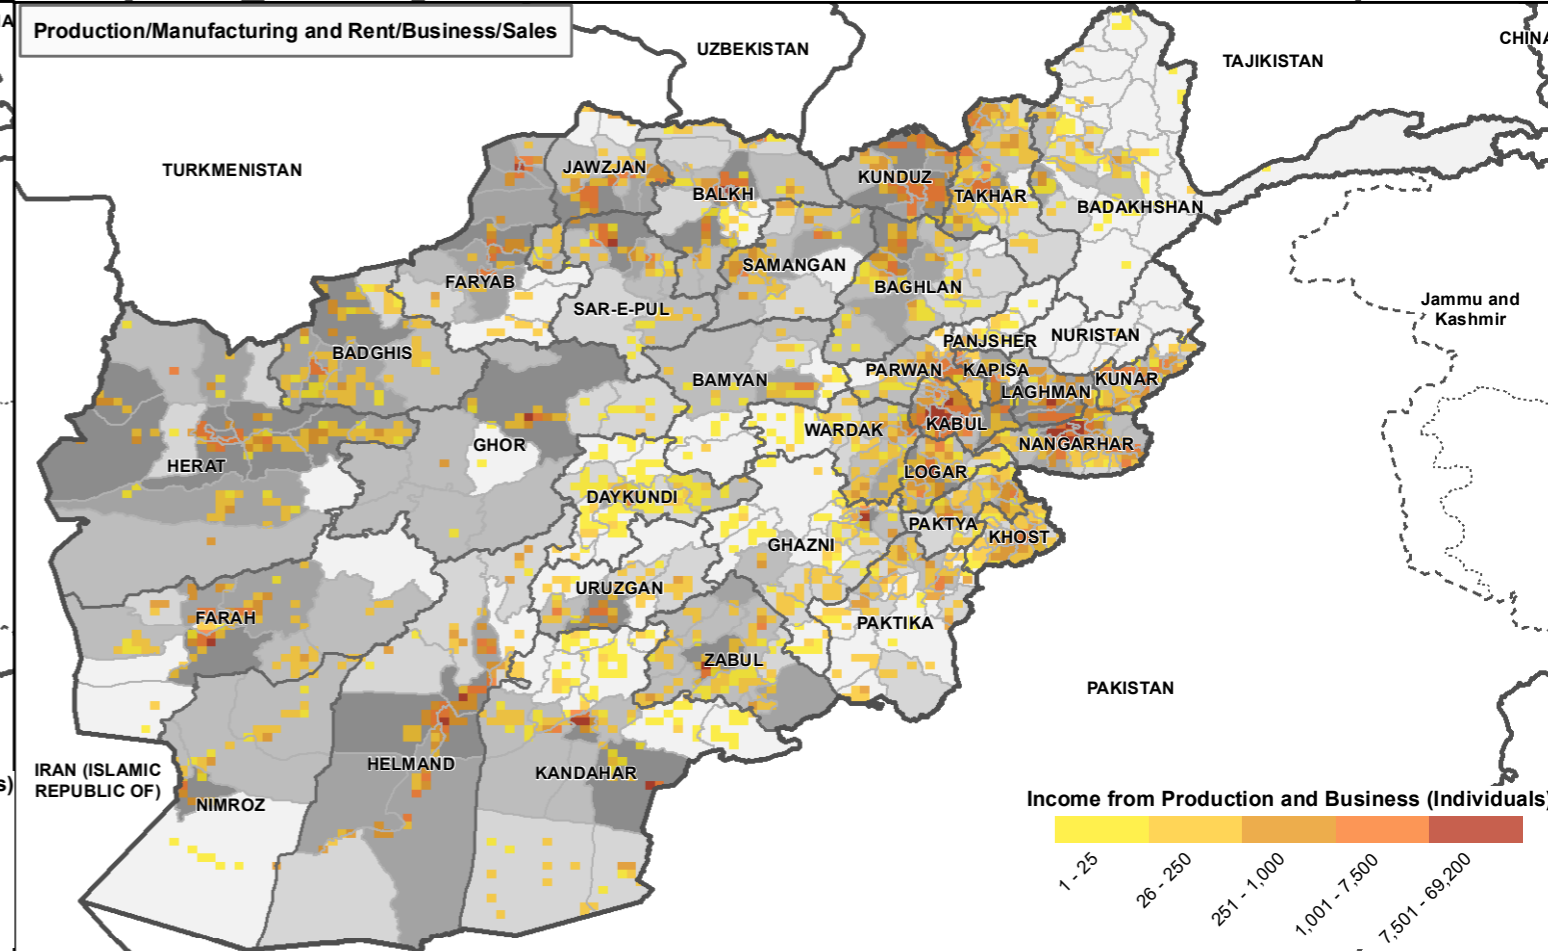 Production/Manufacturing and Rent/Business/Sales
UZBEKISTAN
CHINA
TAJIKISTAN
TURKMENISTAN
JAWZJAN
BALKH
KUNDUZ
TAKHAR
BADAKHSHAN
SAMANGAN
FARYAB
BAGHLAN
SAR-E-PUL
Jammu and
Kashmir
NURISTAN
PANJSHER
BADGHIS
PARWAN
KAPISA
BAMYAN
KUNAR
LAGHMAN
KABUL
WARDAK
NANGARHAR
GHOR
HERAT
LOGAR
DAYKUNDI
PAKTYA
KHOST
GHAZNI
URUZGAN
FARAH
PAKTIKA
ZABUL
PAKISTAN
HELMAND
KANDAHAR
IRAN (ISLAMIC
REPUBLIC OF)
NIMROZ
s)
Income from Production and Business (Individuals)
1 - 25
26 - 250
251 - 1,000
1,001 - 7,500
7,501 - 69,200